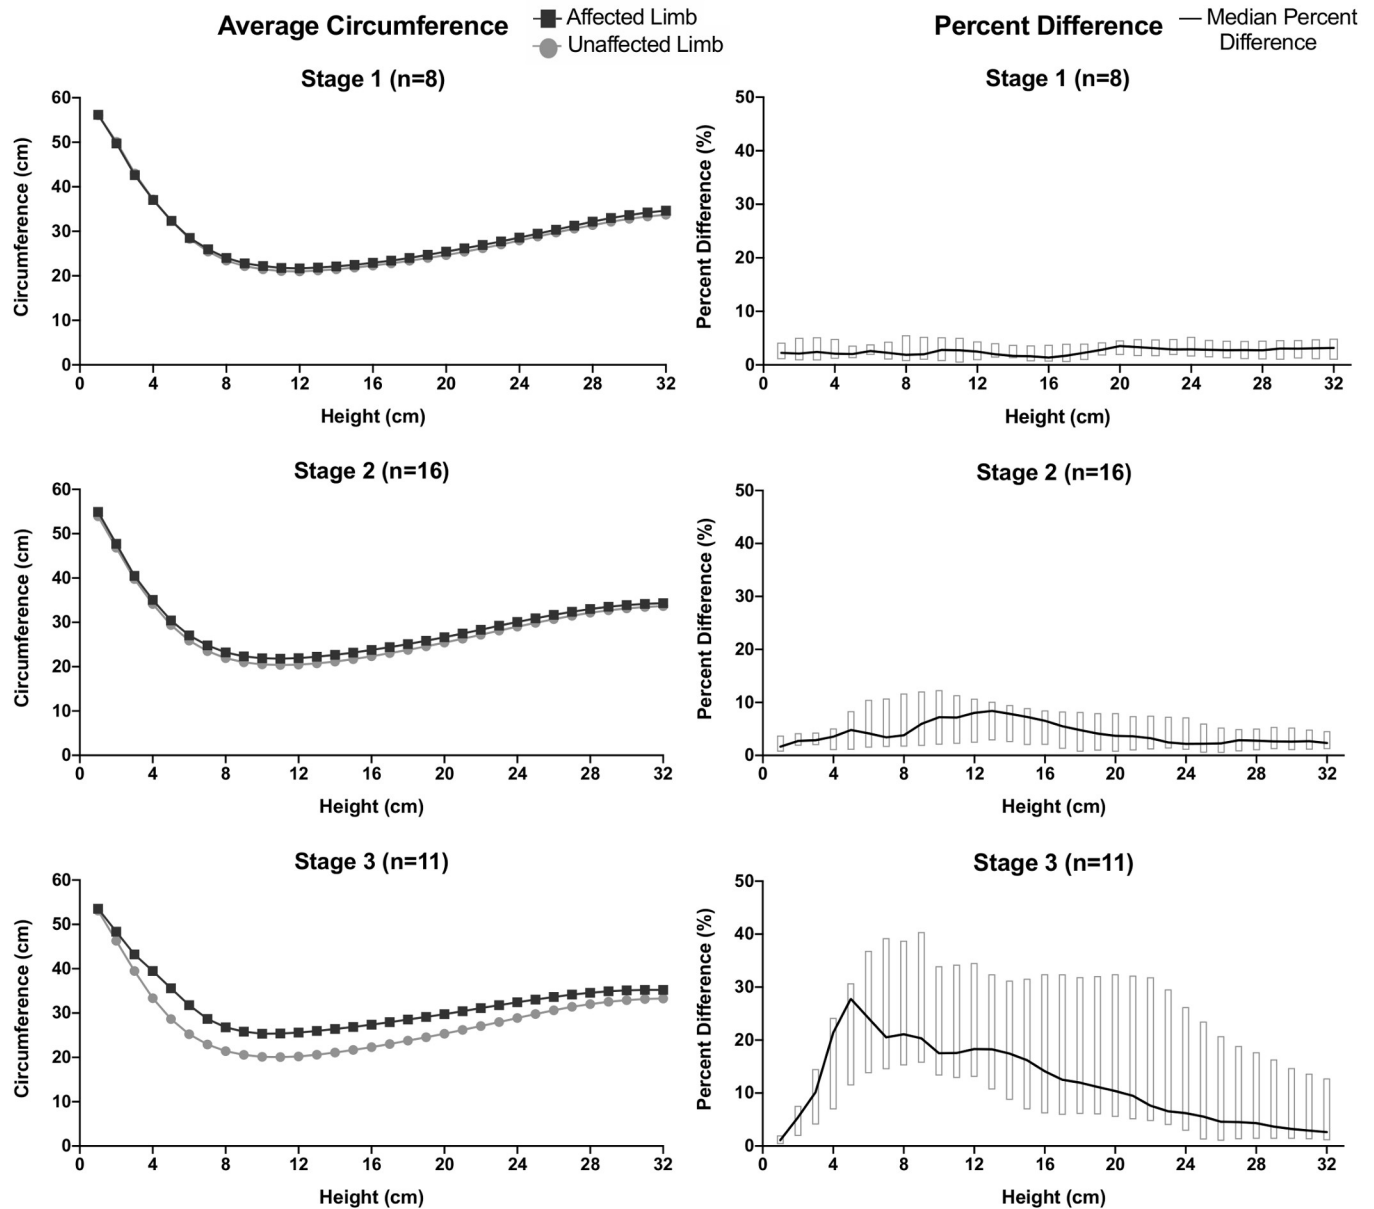 Average Circumference
Affected Limb
Unaffected Limb
Percent Difference
Median Percent
Difference
Stage 1 (n=8)
Circumference (cm)
60
50
40
30
20
10
0
0 4 8 12 16 20 24 28 32
Height (cm)
Stage 1 (n=8)
Percent Difference (%)
50
40
30
20
10
0
0 4 8 12 16 20 24 28 32
Height (cm)
Stage 2 (n=16)
Circumference (cm)
60
50
40
30
20
10
0
0 4 8 12 16 20 24 28 32
Height (cm)
Stage 2 (n=16)
Percent Difference (%)
50
40
30
20
10
0
0 4 8 12 16 20 24 28 32
Height (cm)
Stage 3 (n=11)
Circumference (cm)
60
50
40
30
20
10
0
0 4 8 12 16 20 24 28 32
Height (cm)
Stage 3 (n=11)
Percent Difference (%)
50
40
30
20
10
0
0 4 8 12 16 20 24 28 32
Height (cm)